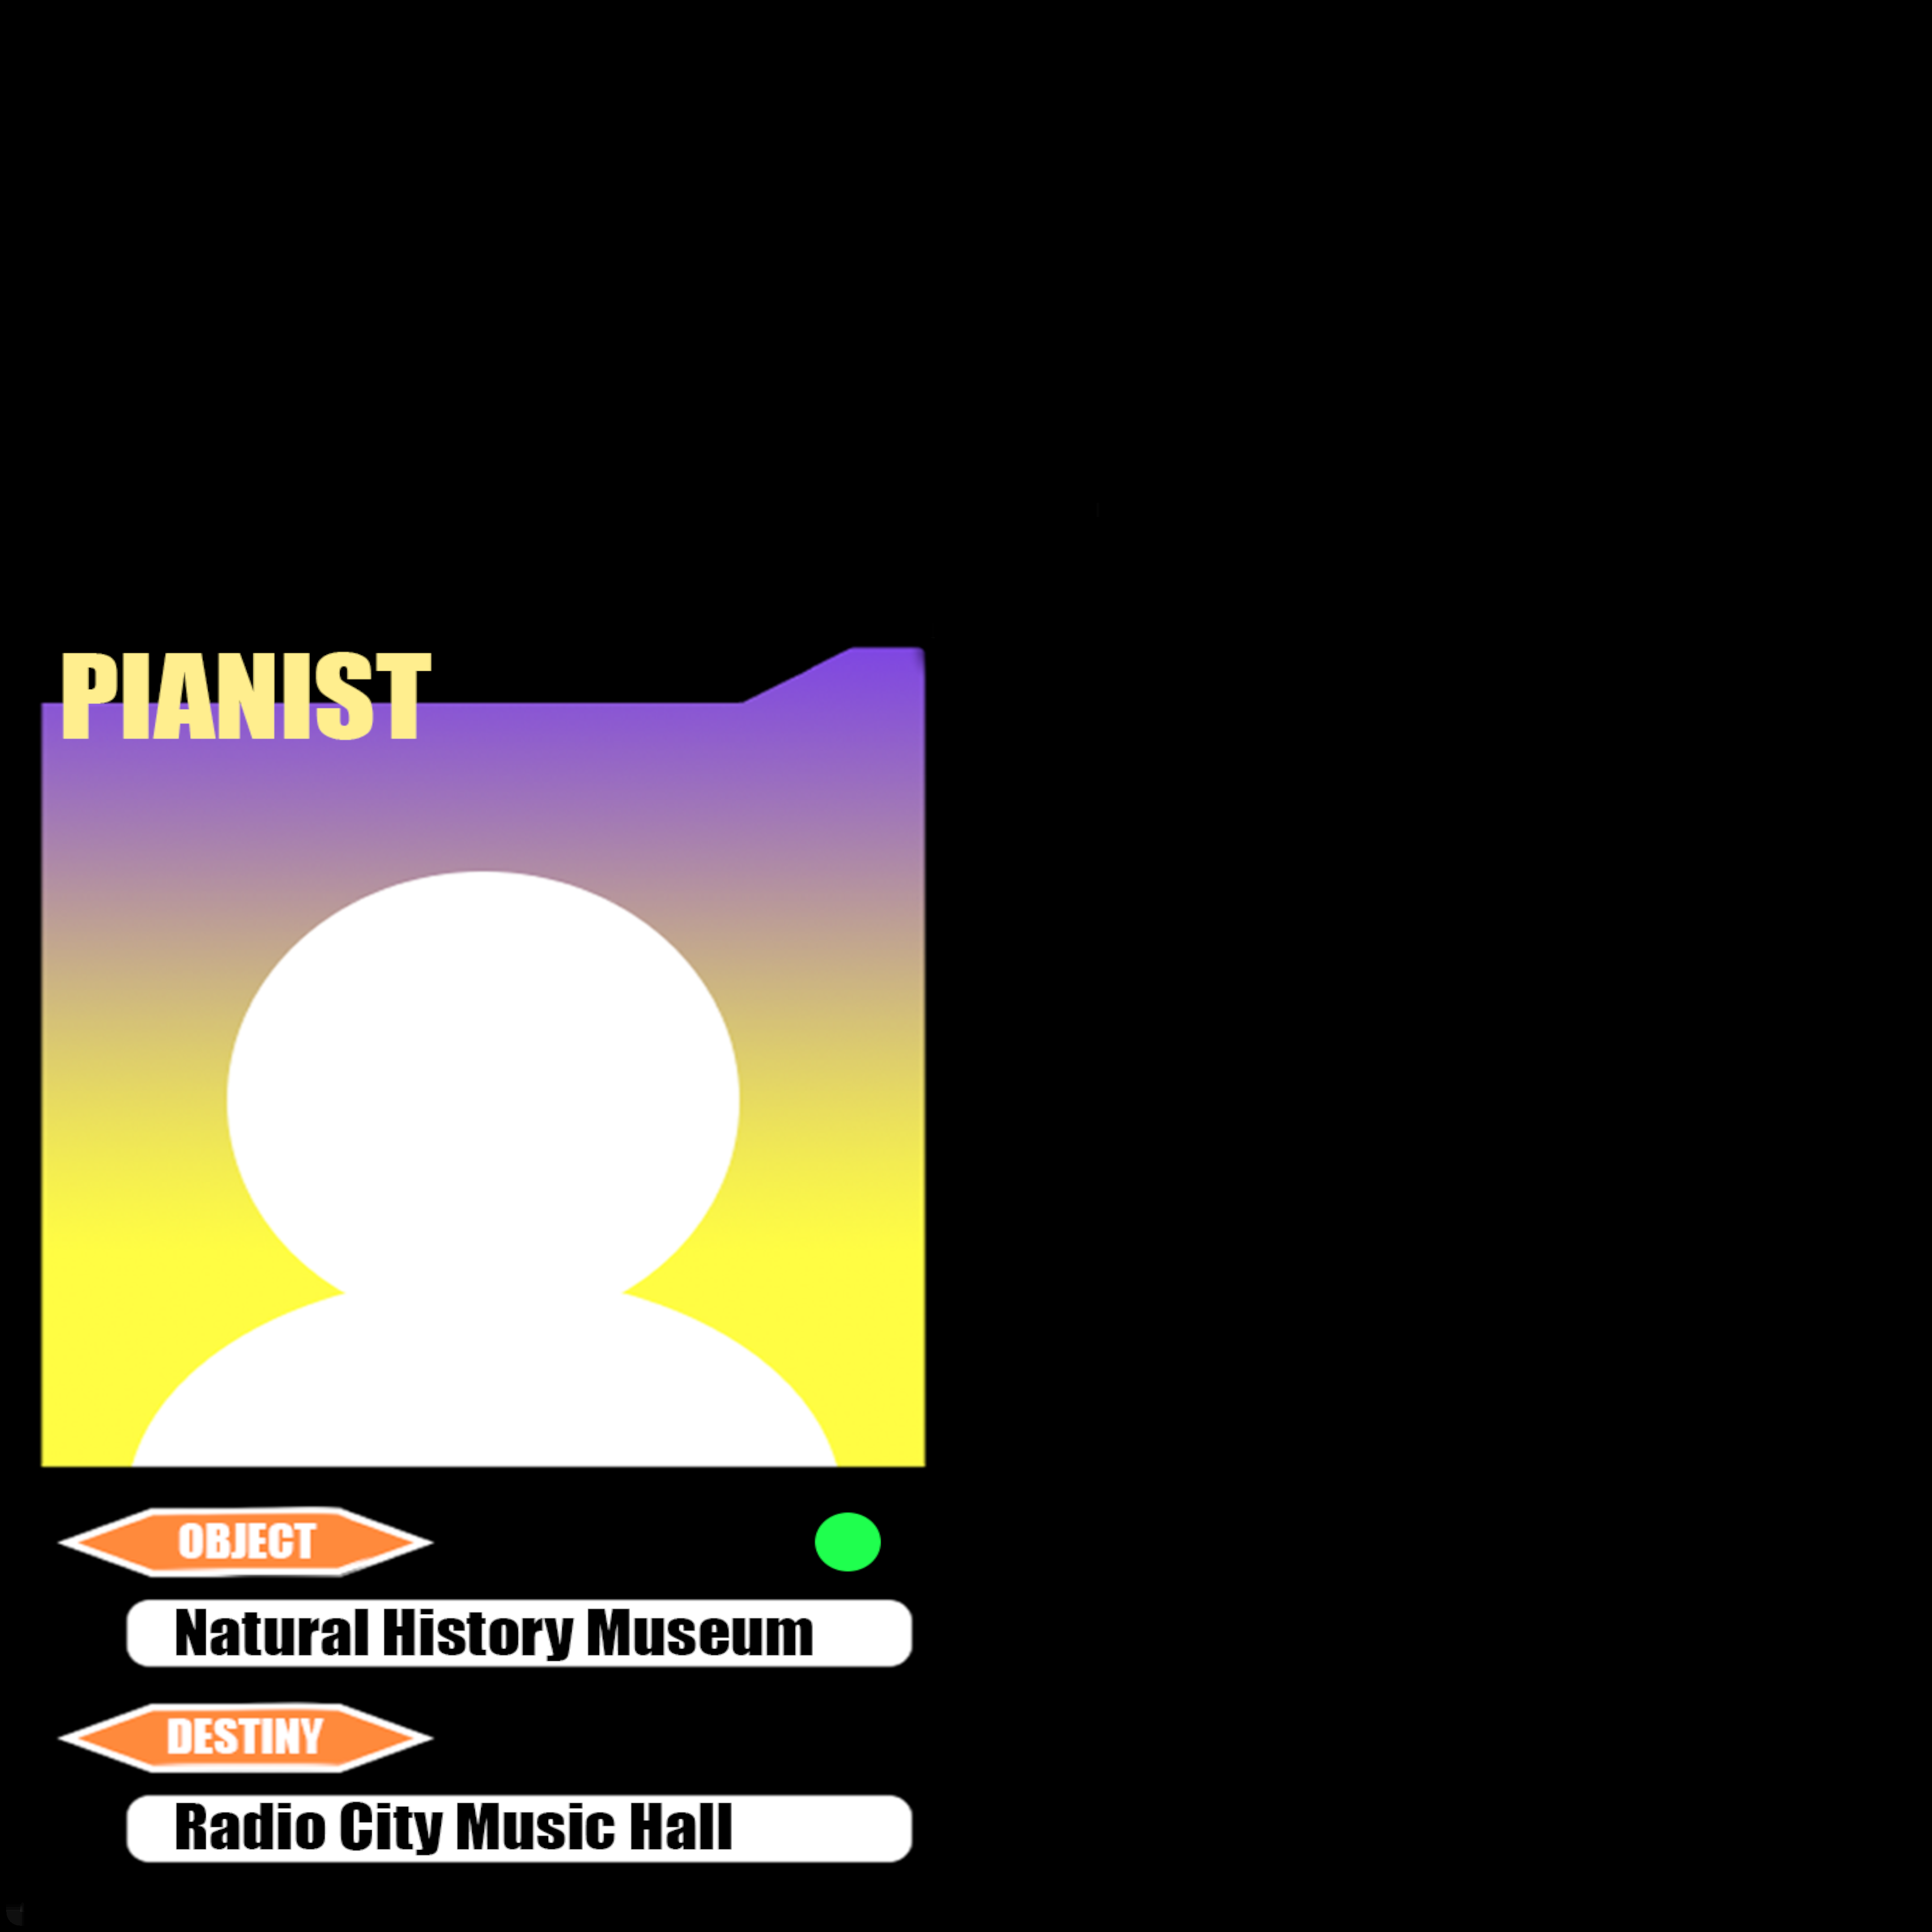 PIANIST
OBJECT
Natural History Museum
DESTINY
Radio City Music Hall